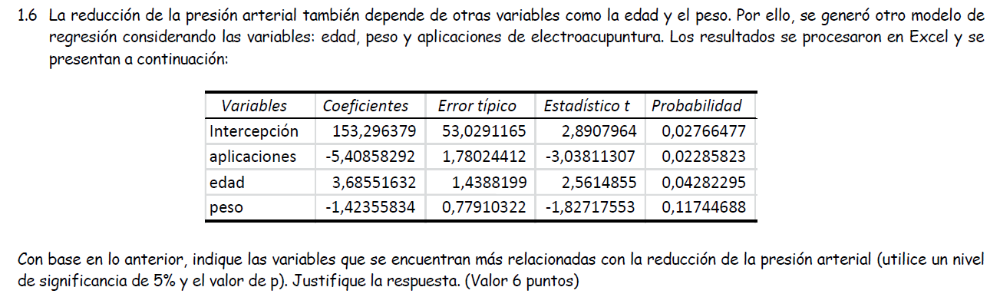 1.6 La reducción de la presión arterial también depende de otras variables como la edad y el peso. Por ello, se generó otro modelo de
regresión considerando las variables: edad, peso y aplicaciones de electroacupuntura. Los resultados se procesaron en Excel y se
presentan a continuación:
Variables Coeficientes Error típico Estadístico t Probabilidad
Intercepción 153,296379 53,0291165 2,8907964 0,02766477
aplicaciones -5,40858292 1,78024412 -3,03811307 0,02285823
edad 3,68551632 1,4388199 2,5614855 0,04282295
peso -1,42355834 0,77910322 -1,82717553 0,11744688
Con base en lo anterior, indique las variables que se encuentran más relacionadas con la reducción de la presión arterial (utilice un nivel
de significancia de 5% y el valor de p). Justifique la respuesta. (Valor 6 puntos)